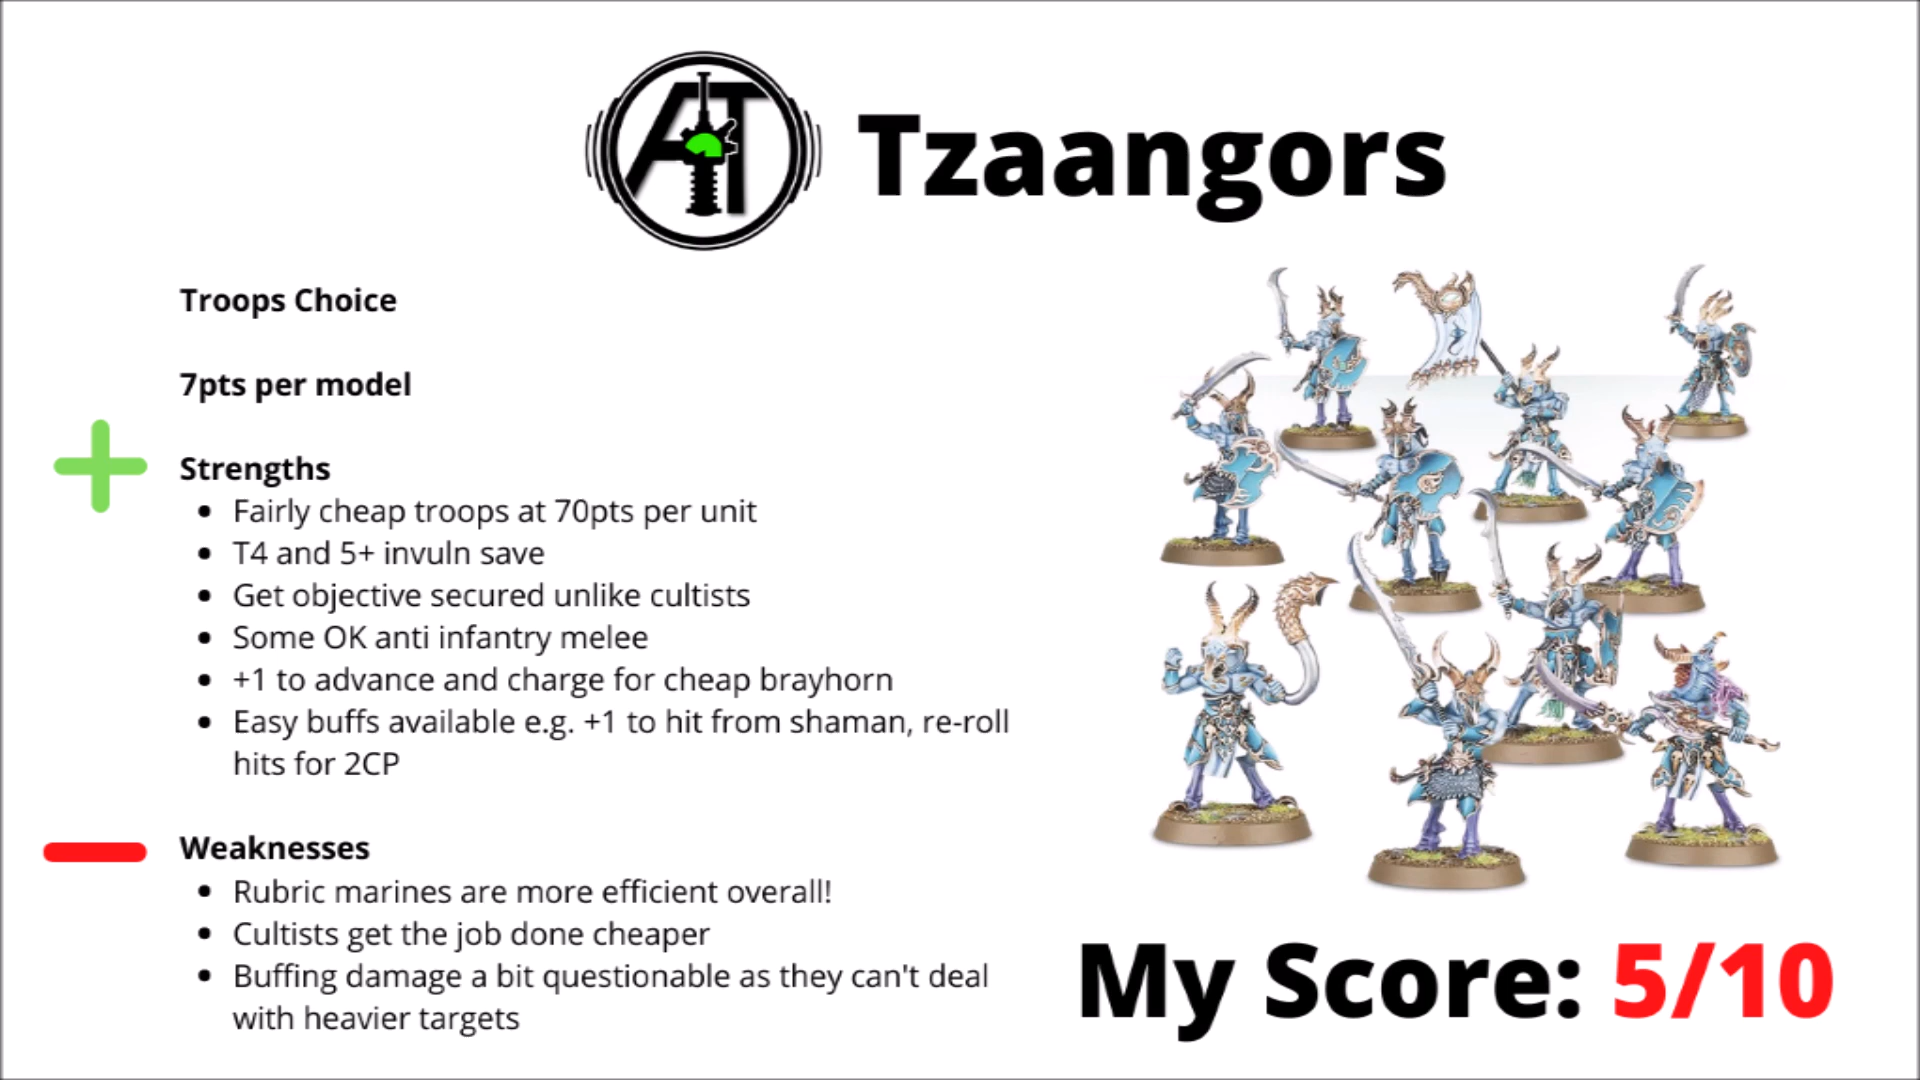 AT
Tzaangors
Troops Choice
7pts per model
Strengths
• Fairly cheap troops at 70pts per unit
• T4 and 5+ invuln save
• Get objective secured unlike cultists
• Some OK anti infantry melee
• +1 to advance and charge for cheap brayhorn
• Easy buffs available e.g. +1 to hit from shaman, re-roll
hits for 2CP
Weaknesses
• Rubric marines are more efficient overall!
• Cultists get the job done cheaper
• Buffing damage a bit questionable as they can't deal
with heavier targets
My Score: 5/10